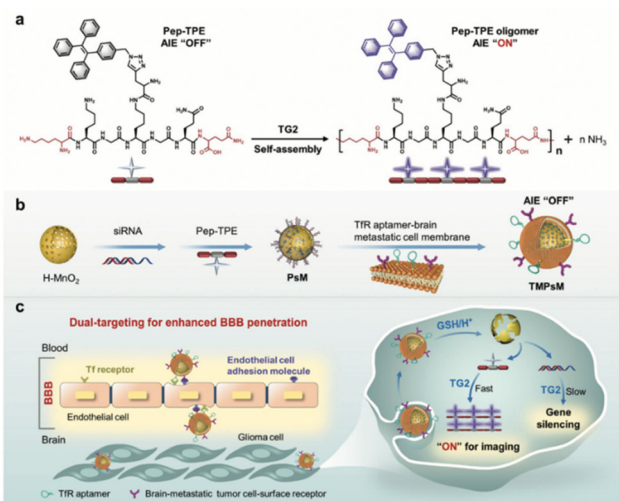 a
Pep-TPE
AIE “OFF”
Pep-TPE oligomer
AIE “ON”
TG2
Self-assembly
n
+ n NH3
b
siRNA
Pep-TPE
TfR aptamer-brain
metastatic cell membrane
AIE “OFF”
H-MnO2
PsM
TMPsM
c
Dual-targeting for enhanced BBB penetration
Blood
Tf receptor
Endothelial cell
adhesion molecule
BBB
Endothelial cell
Brain
Glioma cell
TfR aptamer
Brain-metastatic tumor cell-surface receptor
GSH/H+
TG2
Fast
TG2
Slow
“ON” for imaging
Gene
silencing